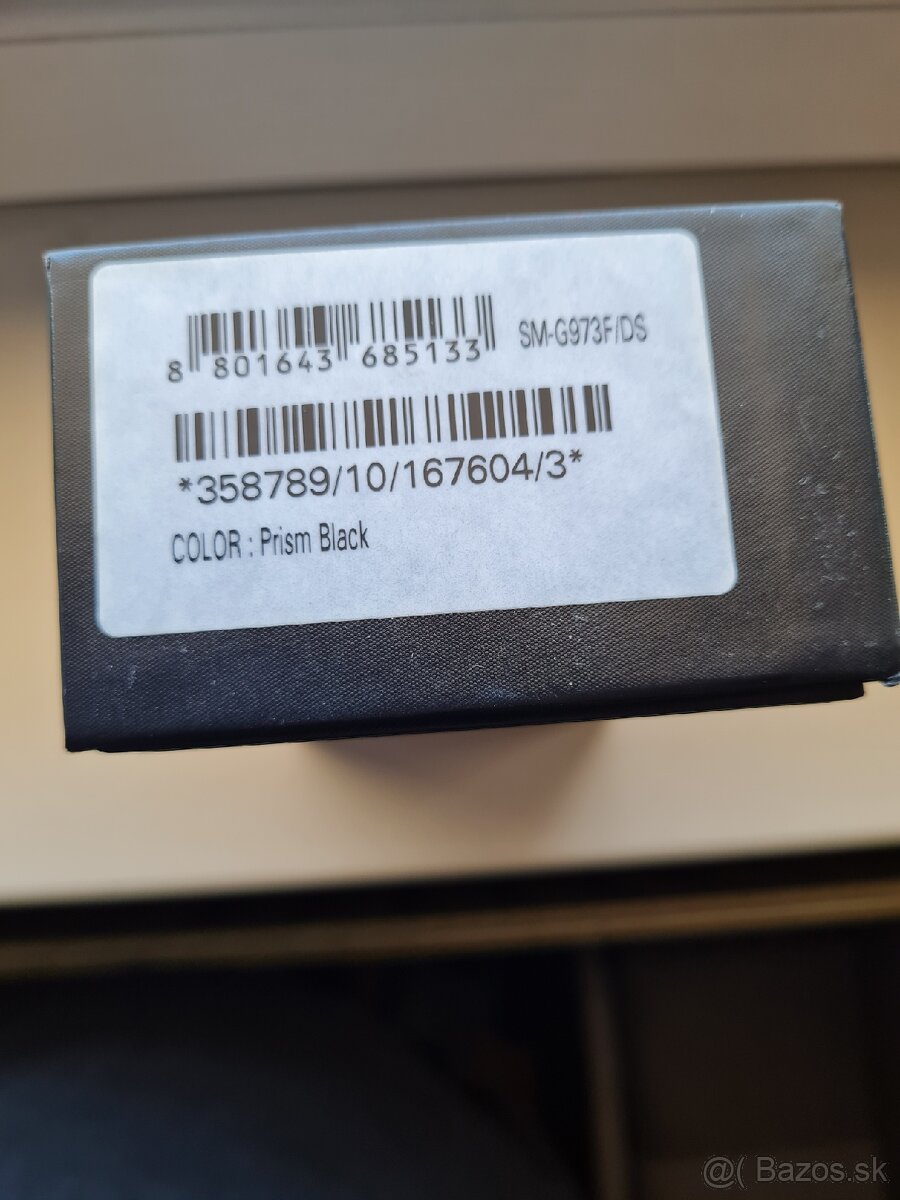 8 801643 685133 SM-G973F/DS
*358789/10/167604/3*
COLOR : Prism Black
@( Bazos.sk